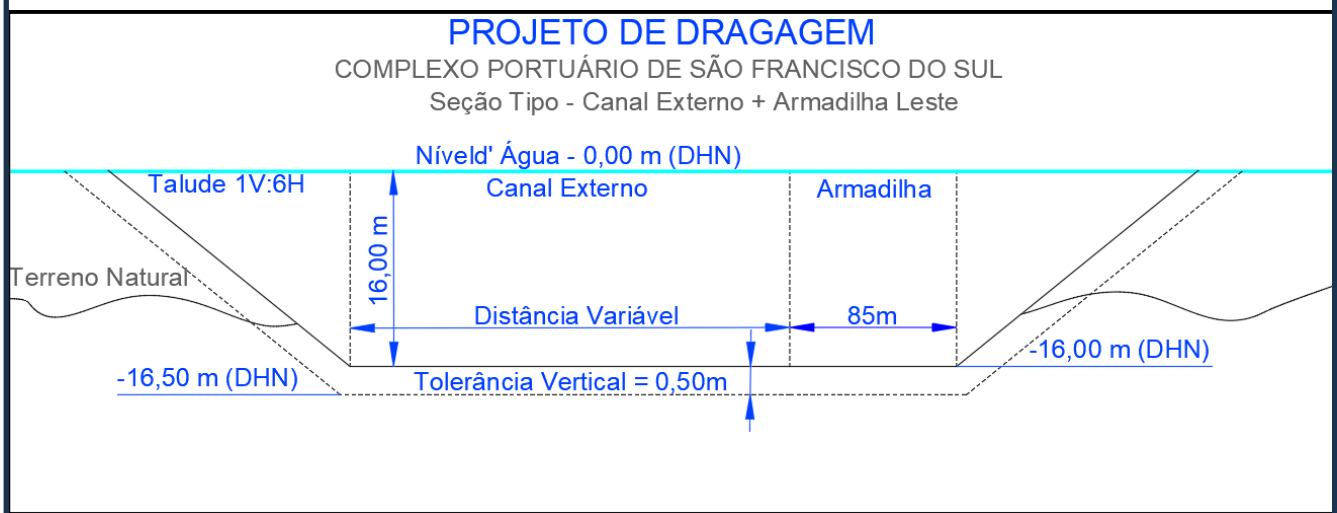 PROJETO DE DRAGAGEM
COMPLEXO PORTUÁRIO DE SÃO FRANCISCO DO SUL
Seção Tipo - Canal Externo + Armadilha Leste
Níveld' Água - 0,00 m (DHN)
Talude 1V:6H
Canal Externo
Armadilha
16,00 m
Terreno Natural
Distância Variável
85m
-16,00 m (DHN)
-16,50 m (DHN)
Tolerância Vertical = 0,50m